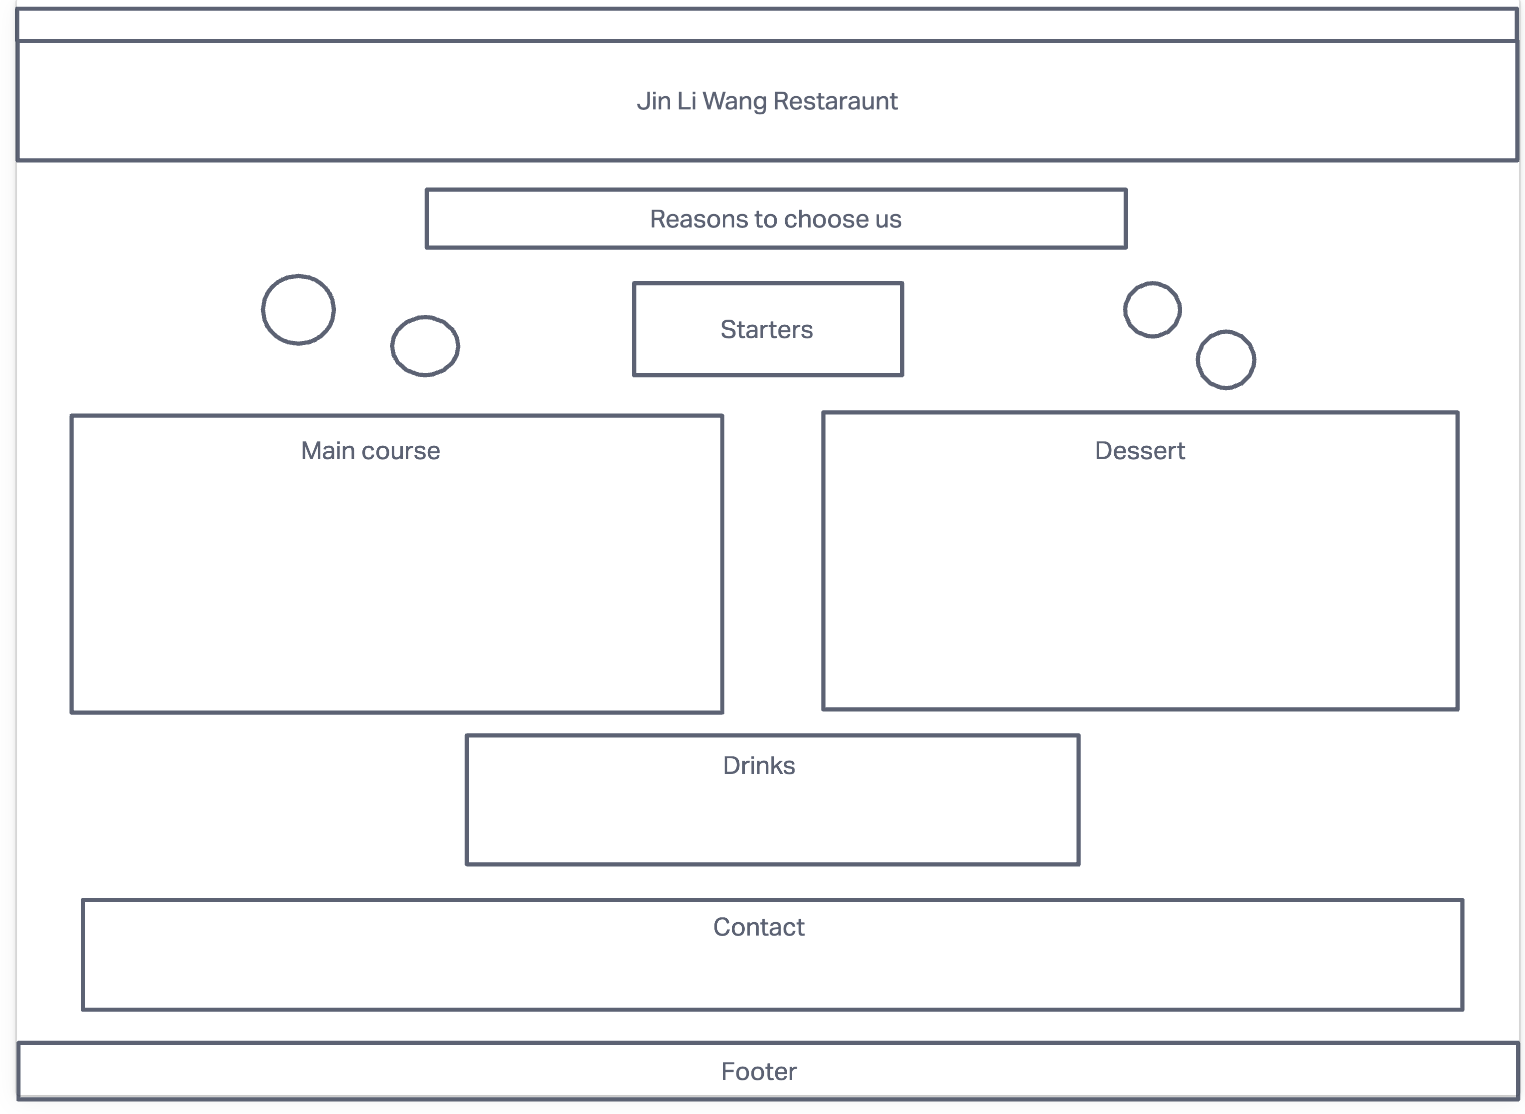 Jin Li Wang Restaraunt
Reasons to choose us
Starters
Main course
Dessert
Drinks
Contact
Footer